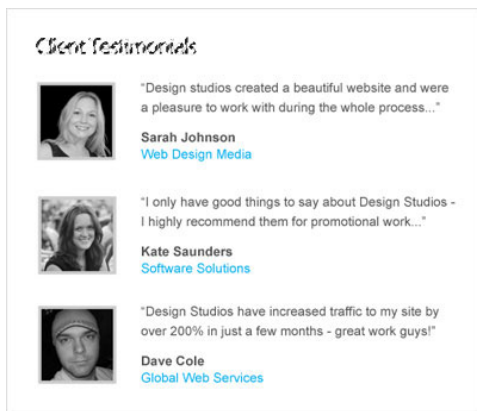 Client Testimonials
“Design studios created a beautiful website and were
a pleasure to work with during the whole process...”
Sarah Johnson
Web Design Media
“I only have good things to say about Design Studios -
I highly recommend them for promotional work...”
Kate Saunders
Software Solutions
“Design Studios have increased traffic to my site by
over 200% in just a few months - great work guys!”
Dave Cole
Global Web Services